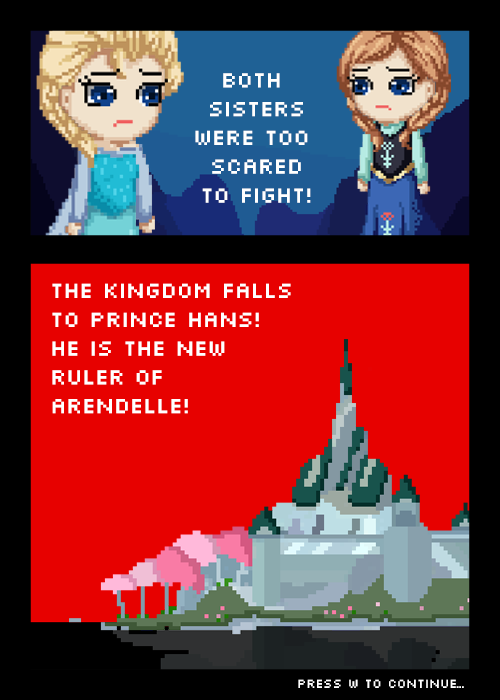 BOTH
SISTERS
WERE TOO
SCARED
TO FIGHT!
THE KINGDOM FALLS
TO PRINCE HANS!
HE IS THE NEW
RULER OF
ARENDELLE!
PRESS W TO CONTINUE...